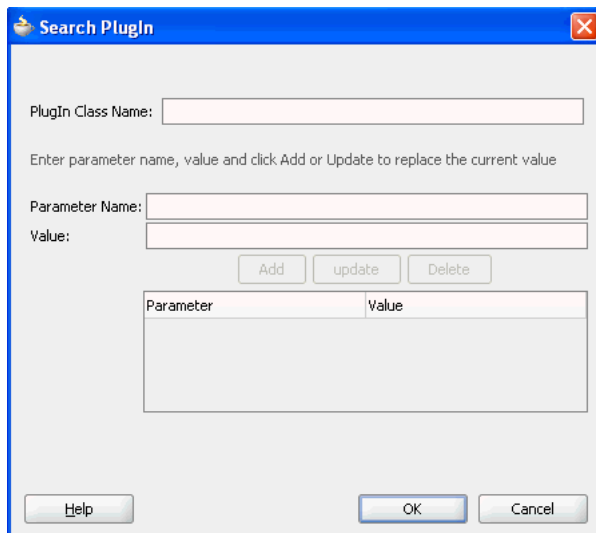 Search PlugIn
PlugIn Class Name:
Enter parameter name, value and click Add or Update to replace the current value
Parameter Name:
Value:
Add update Delete
Parameter Value
Help OK Cancel